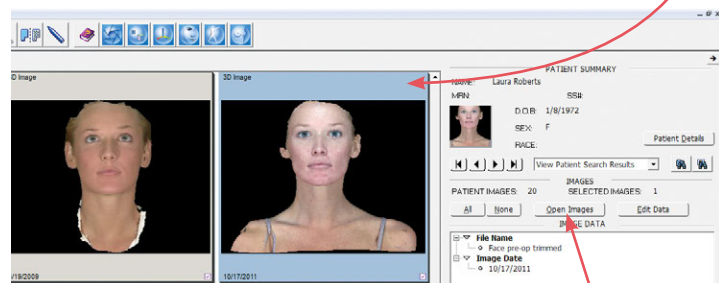 D Image
3D Image
PATIENT SUMMARY
NAME: Laura Roberts
MRN: SS#:
D.O.B: 1/8/1972
SEX: F
RACE:
Patient Details
View Patient Search Results
IMAGES
PATIENT IMAGES: 20 SELECTED IMAGES: 1
All None Open Images Edit Data
IMAGE DATA
File Name
Face pre-op trimmed
Image Date
10/17/2011
/19/2009
10/17/2011